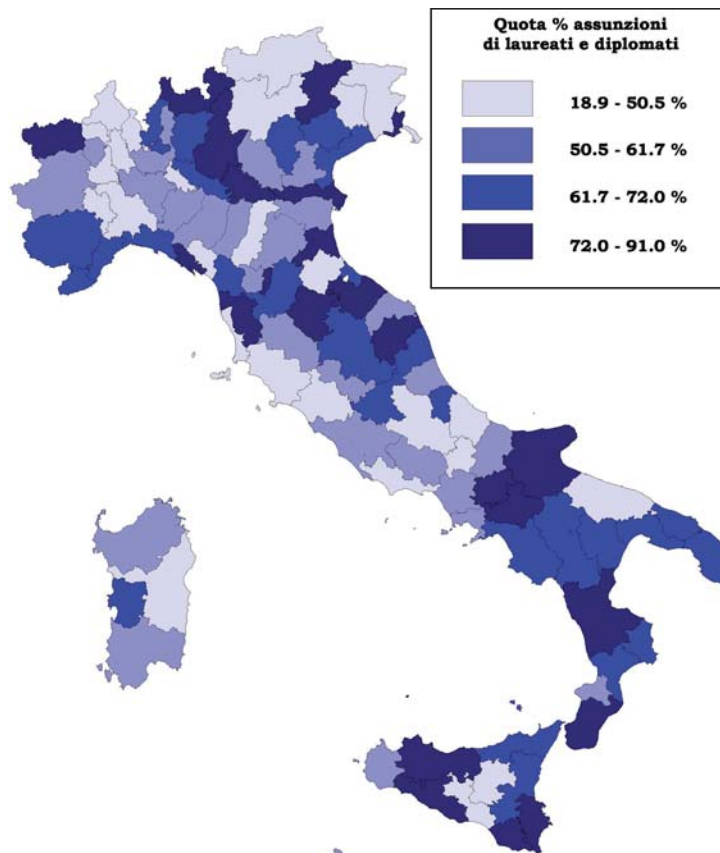 Quota % assunzioni
di laureati e diplomati
18.9 - 50.5 %
50.5 - 61.7 %
61.7 - 72.0 %
72.0 - 91.0 %